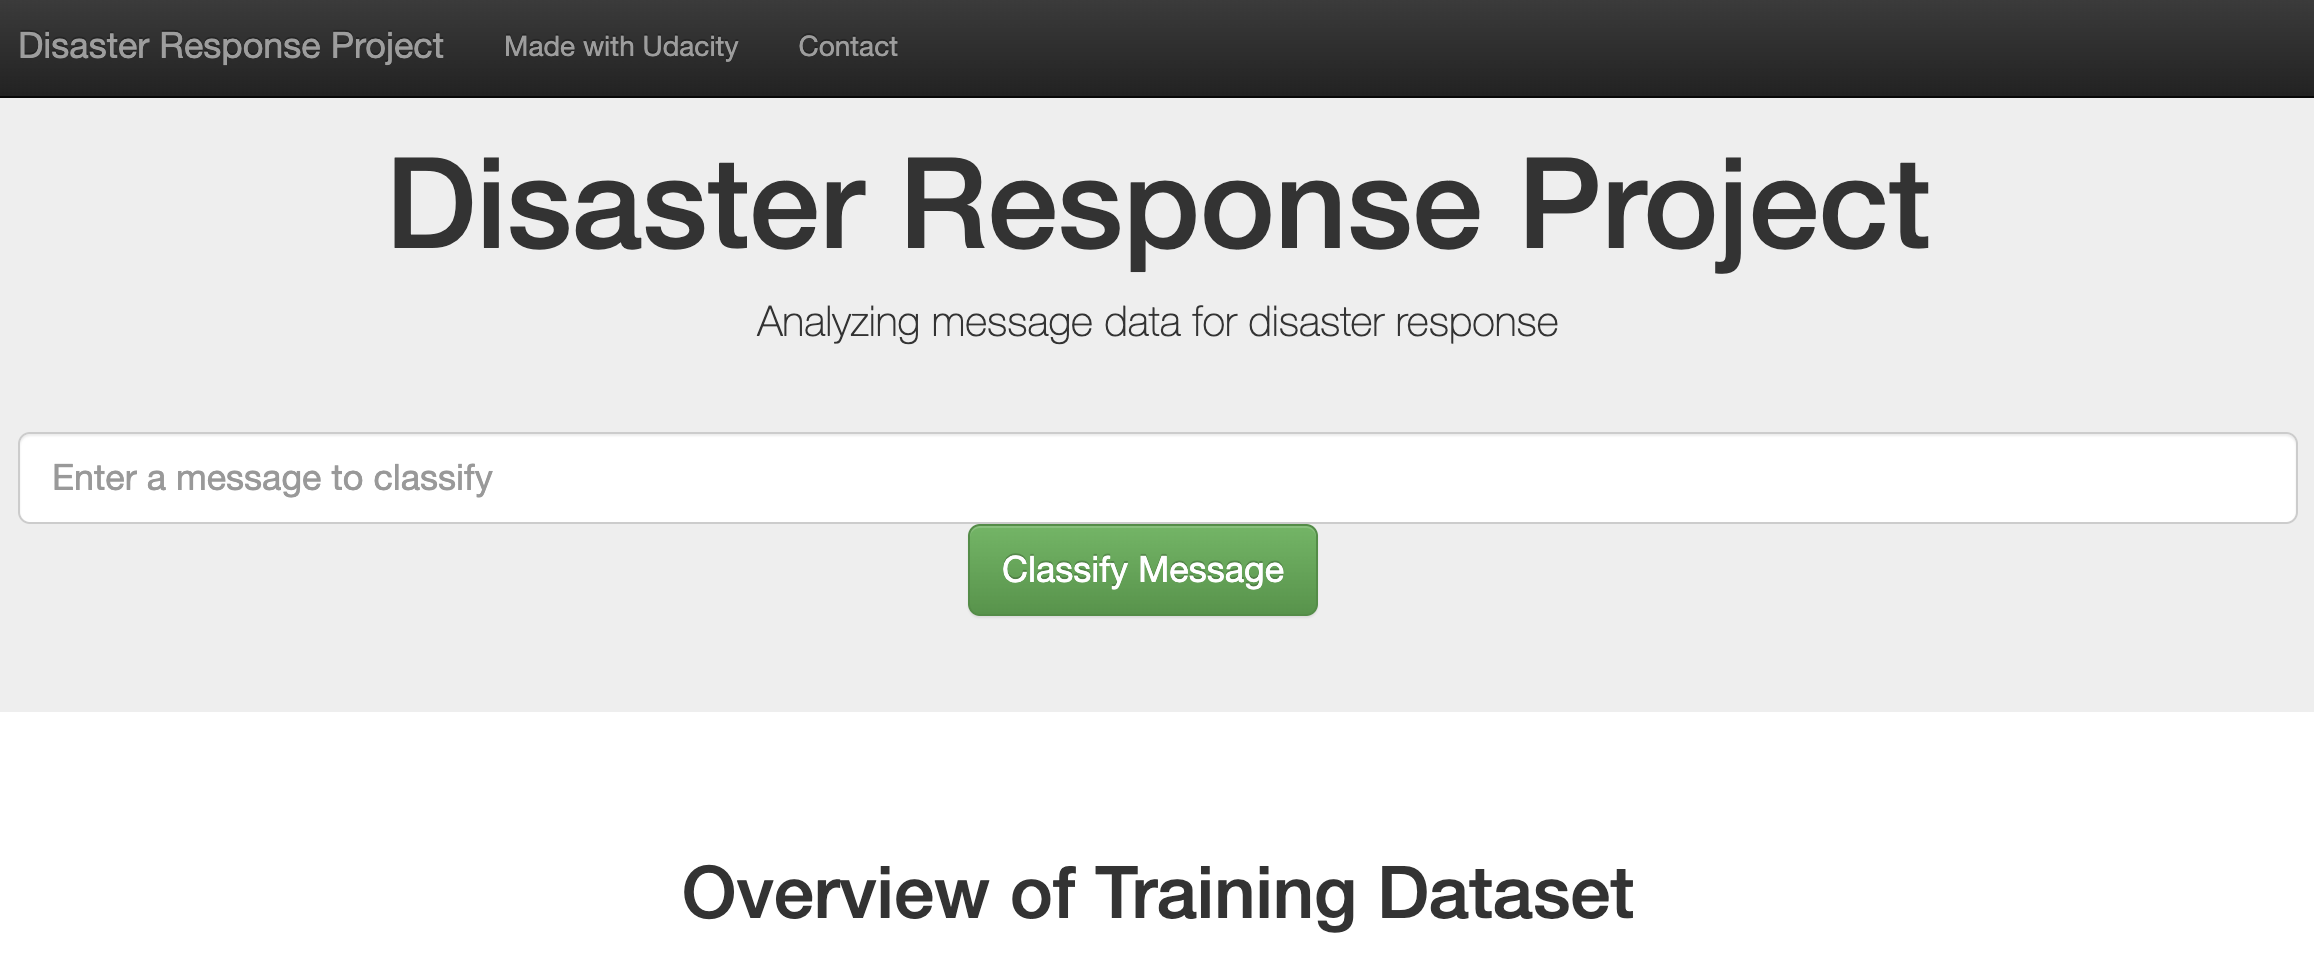 Disaster Response Project Made with Udacity Contact
Disaster Response Project
Analyzing message data for disaster response
Enter a message to classify
Classify Message
Overview of Training Dataset